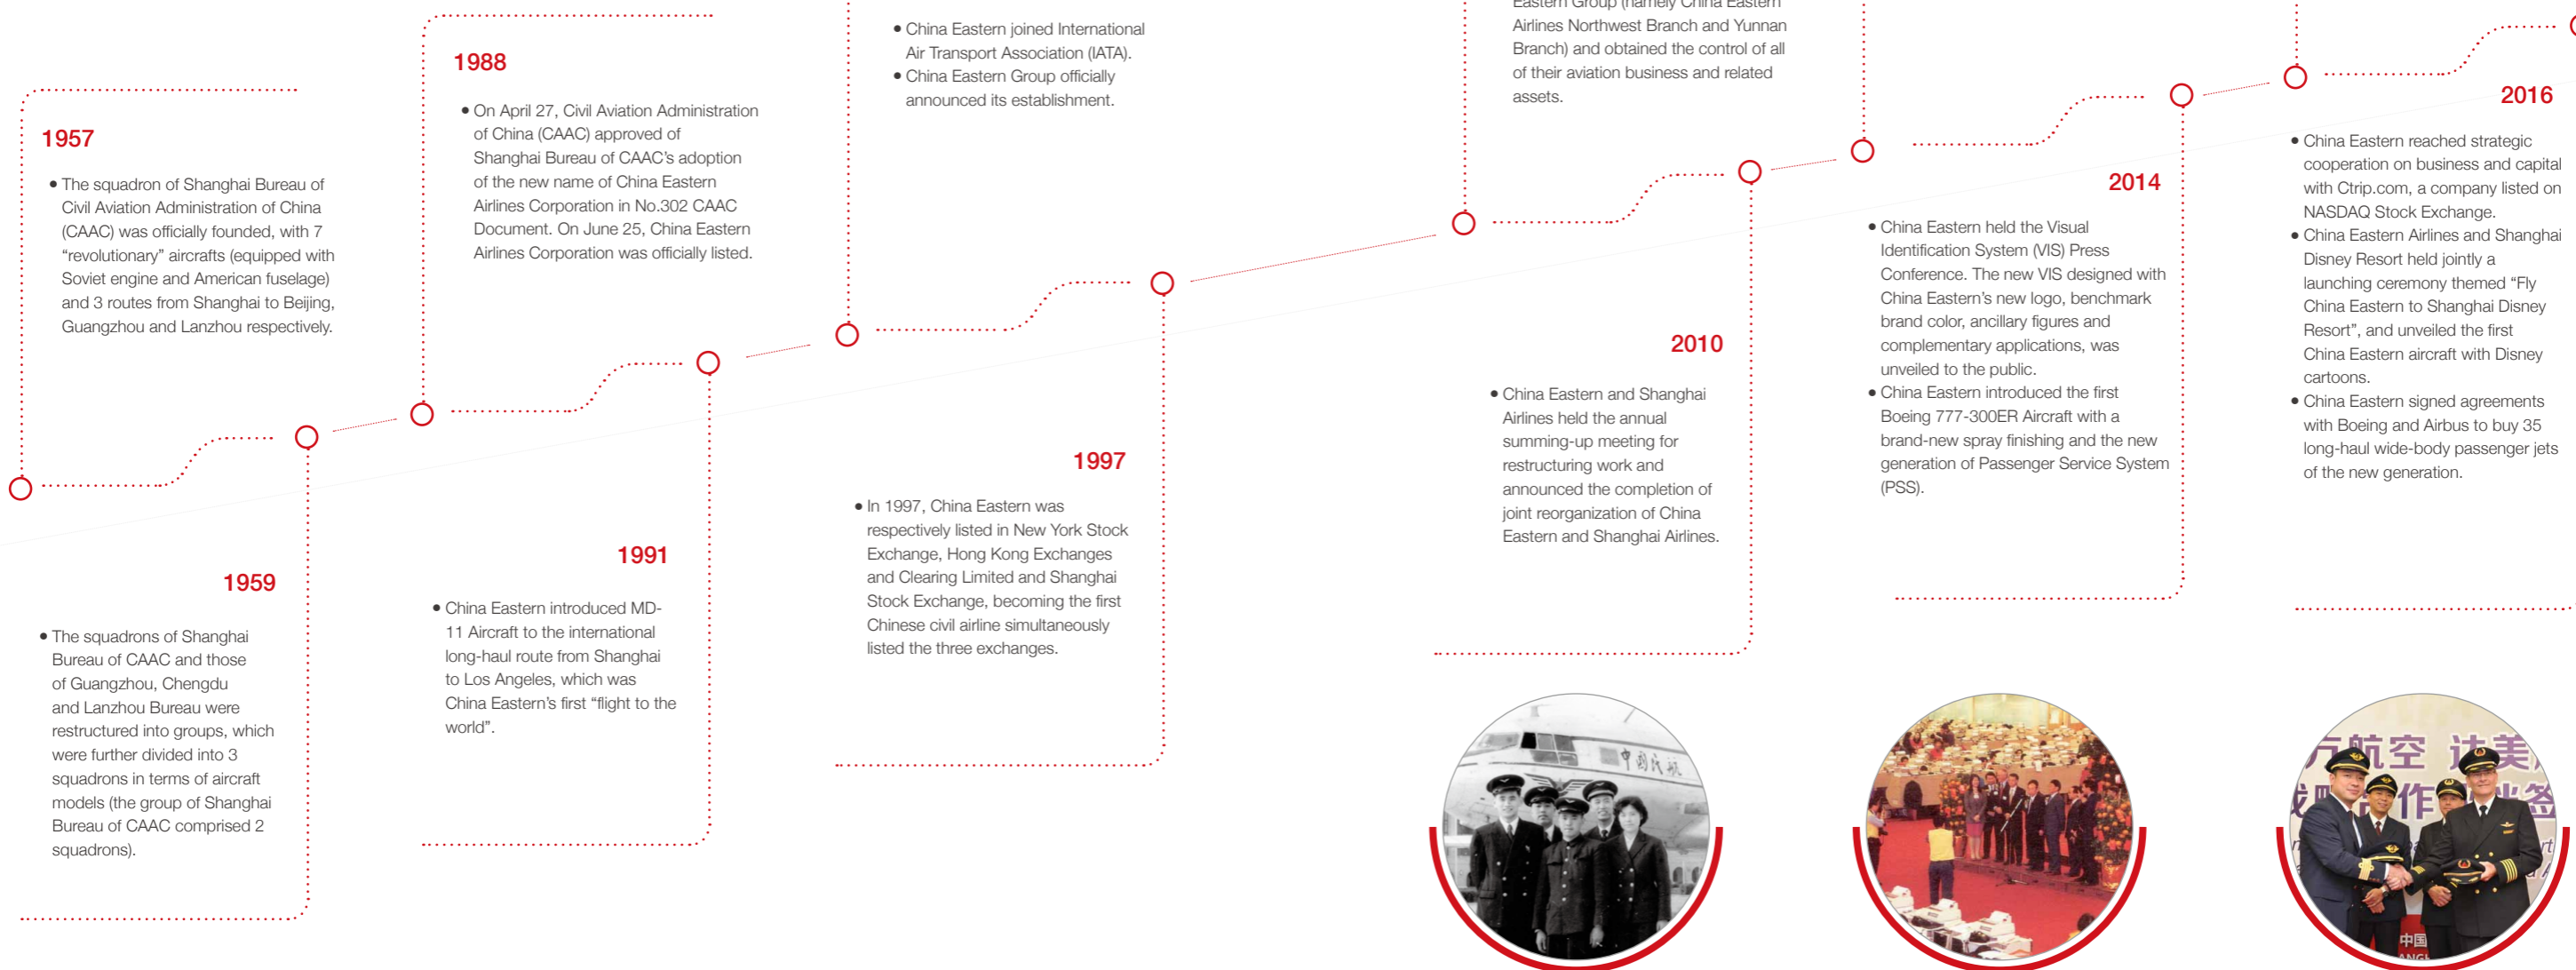 1957
• The squadron of Shanghai Bureau of
Civil Aviation Administration of China
(CAAC) was officially founded, with 7
“revolutionary” aircrafts (equipped with
Soviet engine and American fuselage)
and 3 routes from Shanghai to Beijing,
Guangzhou and Lanzhou respectively.
1959
• The squadrons of Shanghai
Bureau of CAAC and those
of Guangzhou, Chengdu
and Lanzhou Bureau were
restructured into groups, which
were further divided into 3
squadrons in terms of aircraft
models (the group of Shanghai
Bureau of CAAC comprised 2
squadrons).
1988
• On April 27, Civil Aviation Administration
of China (CAAC) approved of
Shanghai Bureau of CAAC’s adoption
of the new name of China Eastern
Airlines Corporation in No.302 CAAC
Document. On June 25, China Eastern
Airlines Corporation was officially listed.
1991
• China Eastern introduced MD-
11 Aircraft to the international
long-haul route from Shanghai
to Los Angeles, which was
China Eastern’s first “flight to the
world”.
• China Eastern joined International
Air Transport Association (IATA).
• China Eastern Group officially
announced its establishment.
1997
• In 1997, China Eastern was
respectively listed in New York Stock
Exchange, Hong Kong Exchanges
and Clearing Limited and Shanghai
Stock Exchange, becoming the first
Chinese civil airline simultaneously
listed the three exchanges.
Eastern Group (namely China Eastern
Airlines Northwest Branch and Yunnan
Branch) and obtained the control of all
of their aviation business and related
assets.
2010
• China Eastern and Shanghai
Airlines held the annual
summing-up meeting for
restructuring work and
announced the completion of
joint reorganization of China
Eastern and Shanghai Airlines.
2014
• China Eastern held the Visual
Identification System (VIS) Press
Conference. The new VIS designed with
China Eastern’s new logo, benchmark
brand color, ancillary figures and
complementary applications, was
unveiled to the public.
• China Eastern introduced the first
Boeing 777-300ER Aircraft with a
brand-new spray finishing and the new
generation of Passenger Service System
(PSS).
2016
• China Eastern reached strategic
cooperation on business and capital
with Ctrip.com, a company listed on
NASDAQ Stock Exchange.
• China Eastern Airlines and Shanghai
Disney Resort held jointly a
launching ceremony themed “Fly
China Eastern to Shanghai Disney
Resort”, and unveiled the first
China Eastern aircraft with Disney
cartoons.
• China Eastern signed agreements
with Boeing and Airbus to buy 35
long-haul wide-body passenger jets
of the new generation.
中國民航
方航空 达美
作 签
中国